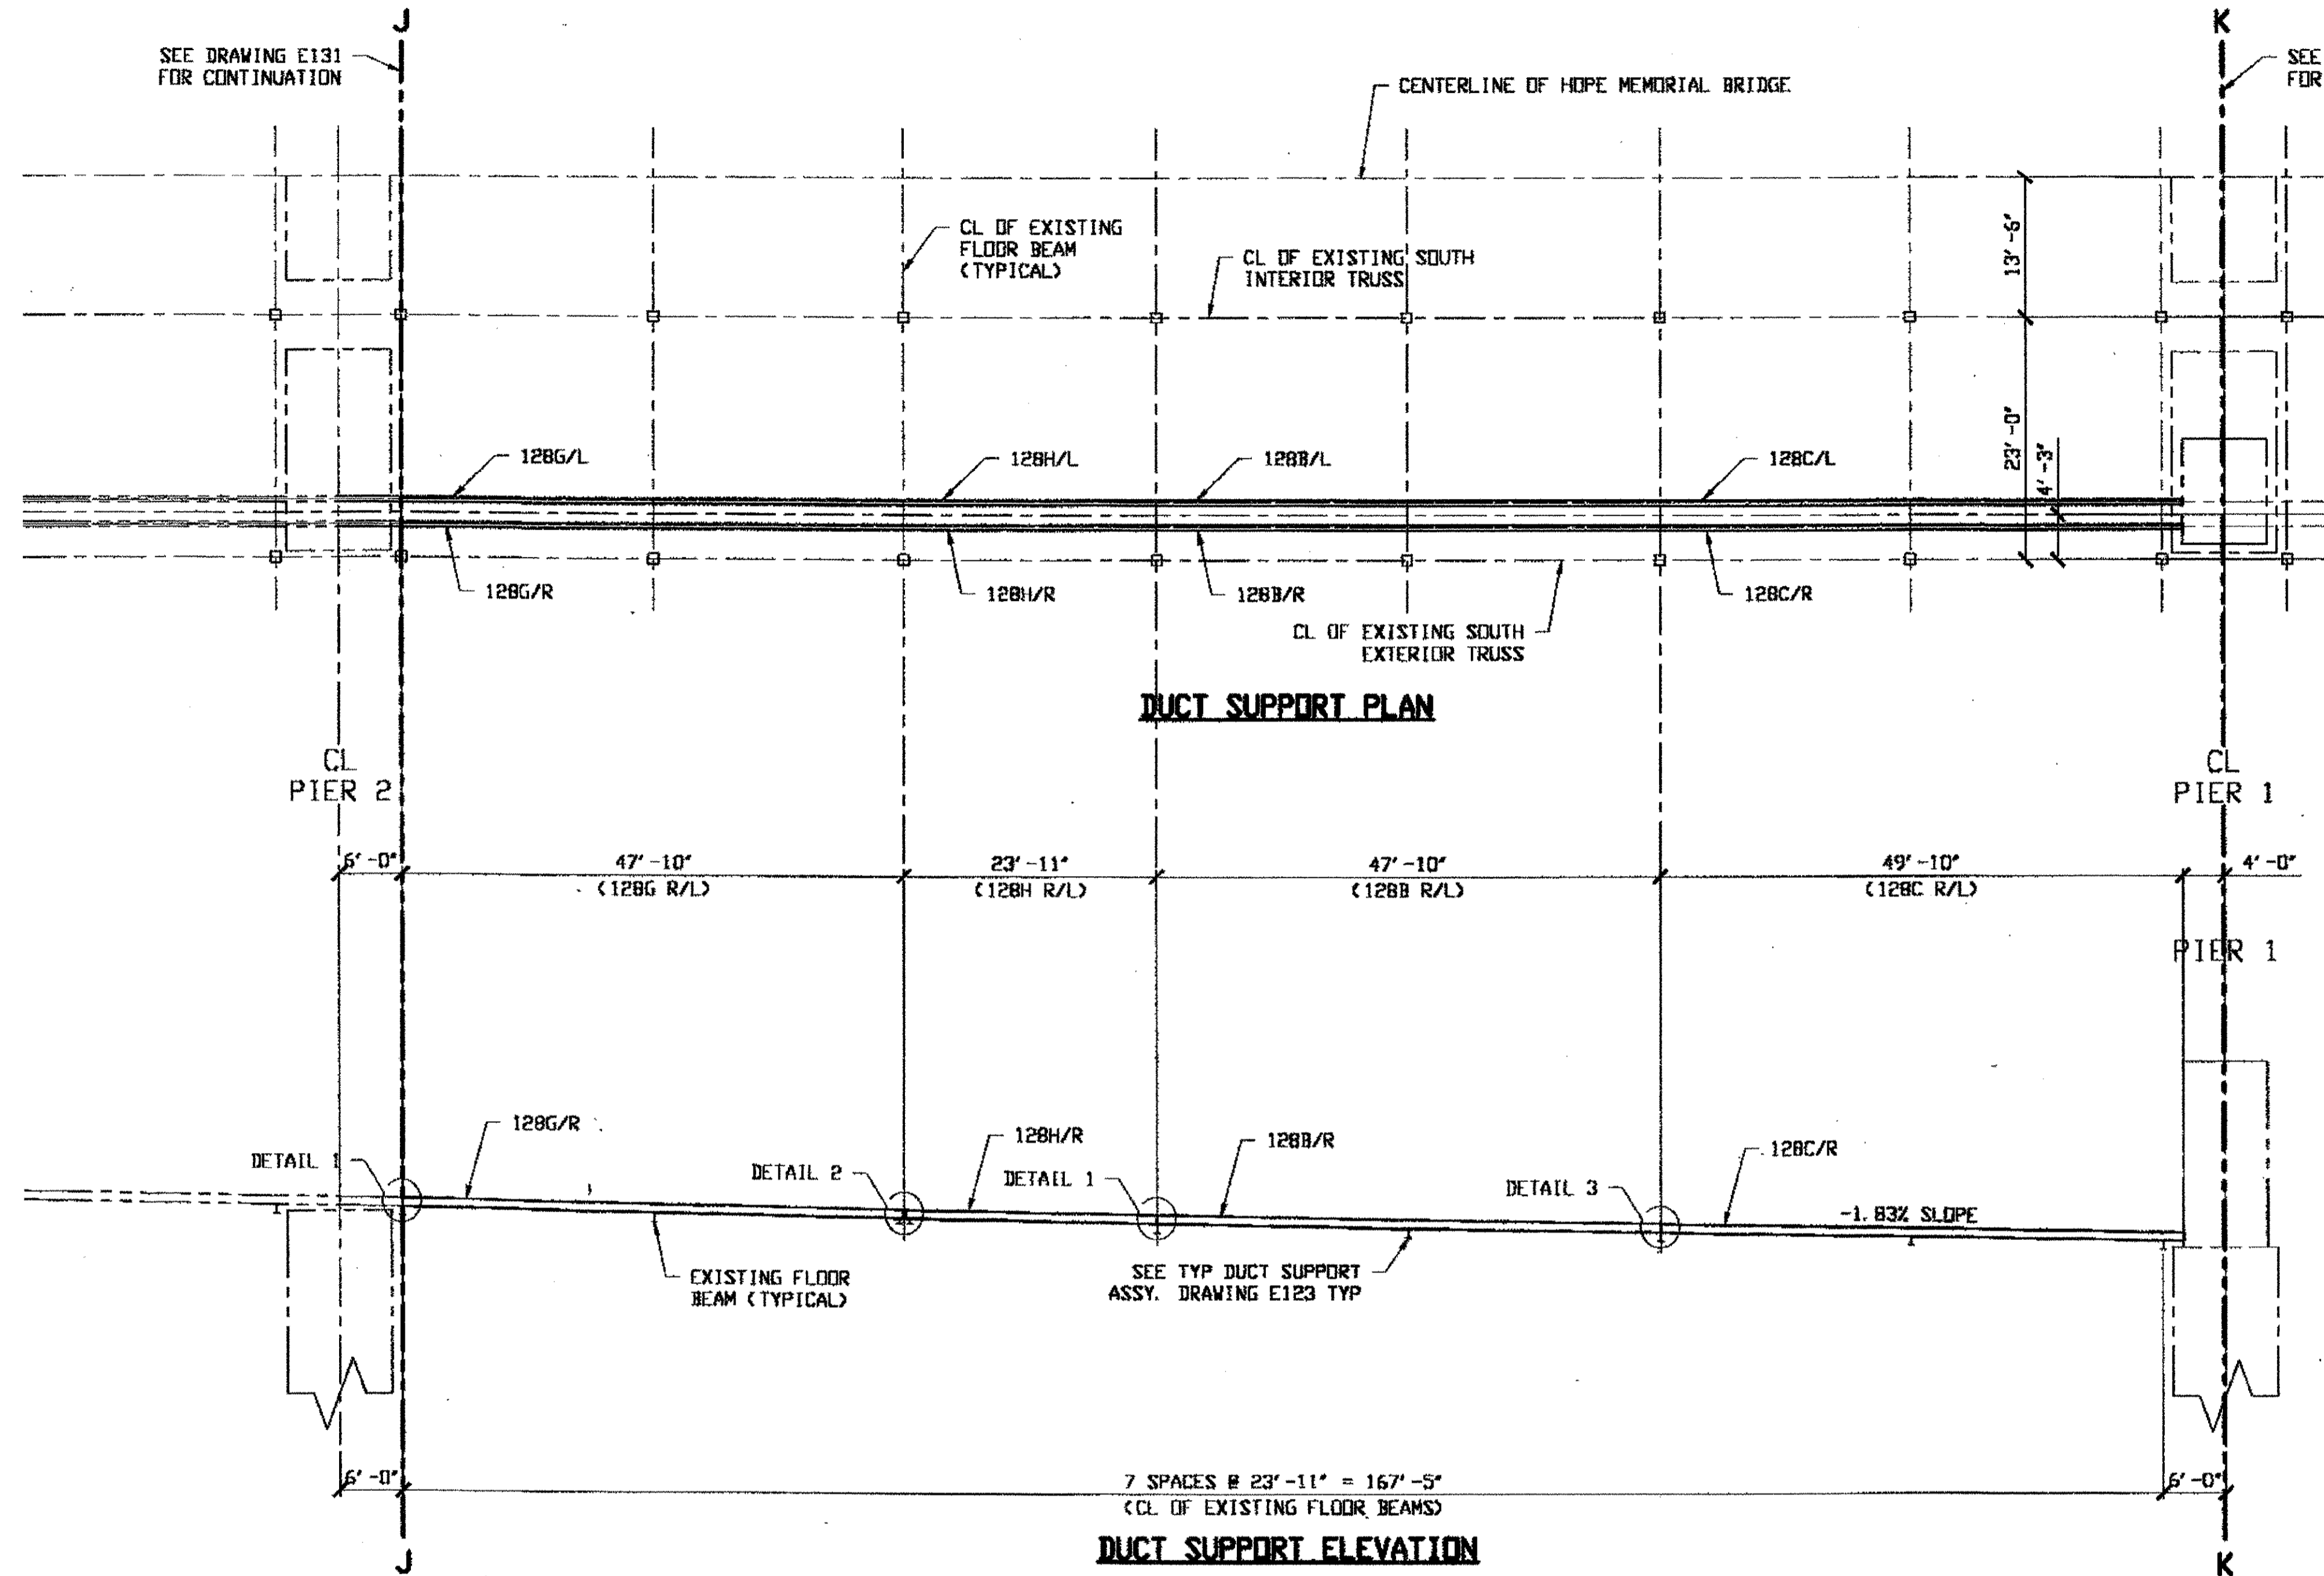 J
K
SEE DRAWING E131
FOR CONTINUATION
SEE
FOR
CENTERLINE OF HOPE MEMORIAL BRIDGE
CL OF EXISTING
FLOOR BEAM
(TYPICAL)
CL OF EXISTING SOUTH
INTERIOR TRUSS
13'-6"
23'-0"
4'-3"
128G/L
128H/L
128B/L
128C/L
128G/R
128H/R
128B/R
128C/R
CL OF EXISTING SOUTH
EXTERIOR TRUSS
DUCT SUPPORT PLAN
CL
PIER 2
CL
PIER 1
6'-0"
47'-10"
(128G R/L)
23'-11"
(128H R/L)
47'-10"
(128B R/L)
49'-10"
(128C R/L)
4'-0"
PIER 1
128G/R
128H/R
128B/R
128C/R
DETAIL 1
DETAIL 2
DETAIL 1
DETAIL 3
-1.83% SLOPE
EXISTING FLOOR
BEAM (TYPICAL)
SEE TYP DUCT SUPPORT
ASSY. DRAWING E123 TYP
6'-0"
7 SPACES @ 23'-11" = 167'-5"
(CL OF EXISTING FLOOR BEAMS)
6'-0"
DUCT SUPPORT ELEVATION
J
K